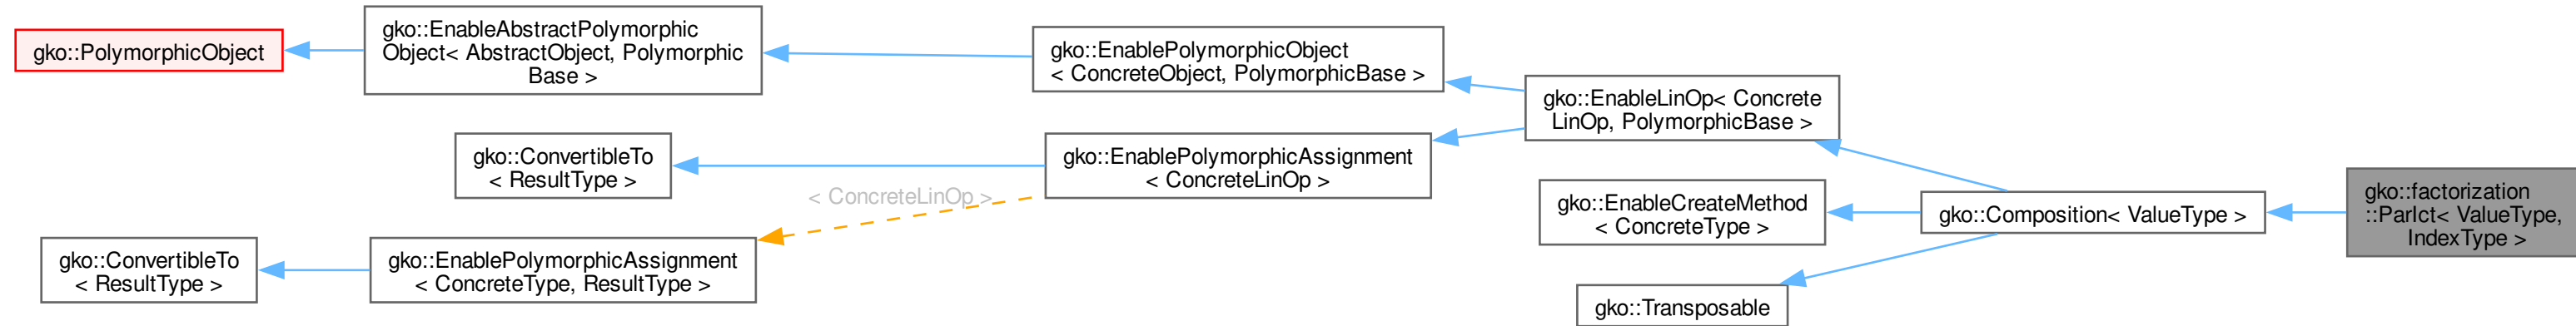 gko::PolymorphicObject
gko::EnableAbstractPolymorphic
Object< AbstractObject, Polymorphic
Base >
gko::EnablePolymorphicObject
< ConcreteObject, PolymorphicBase >
gko::EnableLinOp< Concrete
LinOp, PolymorphicBase >
gko::ConvertibleTo
< ResultType >
gko::EnablePolymorphicAssignment
< ConcreteLinOp >
< ConcreteLinOp >
gko::ConvertibleTo
< ResultType >
gko::EnablePolymorphicAssignment
< ConcreteType, ResultType >
gko::EnableCreateMethod
< ConcreteType >
gko::Transposable
gko::Composition< ValueType >
gko::factorization
::ParIct< ValueType,
IndexType >